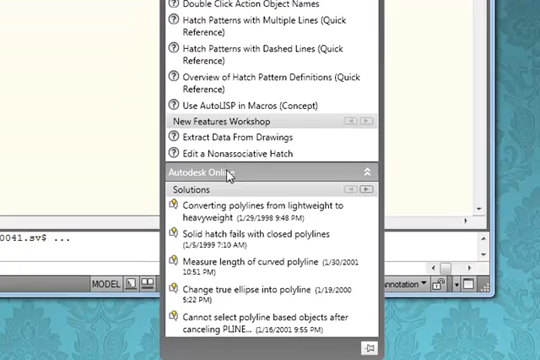 Double Click Action Object Names
Hatch Patterns with Multiple Lines (Quick
Reference)
Hatch Patterns with Dashed Lines (Quick
Reference)
Overview of Hatch Pattern Definitions (Quick
Reference)
Use AutoLISP in Macros (Concept)
New Features Workshop
Extract Data From Drawings
Edit a Nonassociative Hatch
Autodesk Online
Solutions
Converting polylines from lightweight to
heavyweight (1/29/1998 9:48 PM)
Solid hatch fails with closed polylines
(1/5/1999 7:10 AM)
Measure length of curved polyline (1/30/2001
10:51 PM)
Change true ellipse into polyline (1/19/2000
5:22 PM)
Cannot select polyline based objects after
canceling PLINE... (1/16/2001 9:55 PM)
0041.sv$ ...
MODEL
nnotation